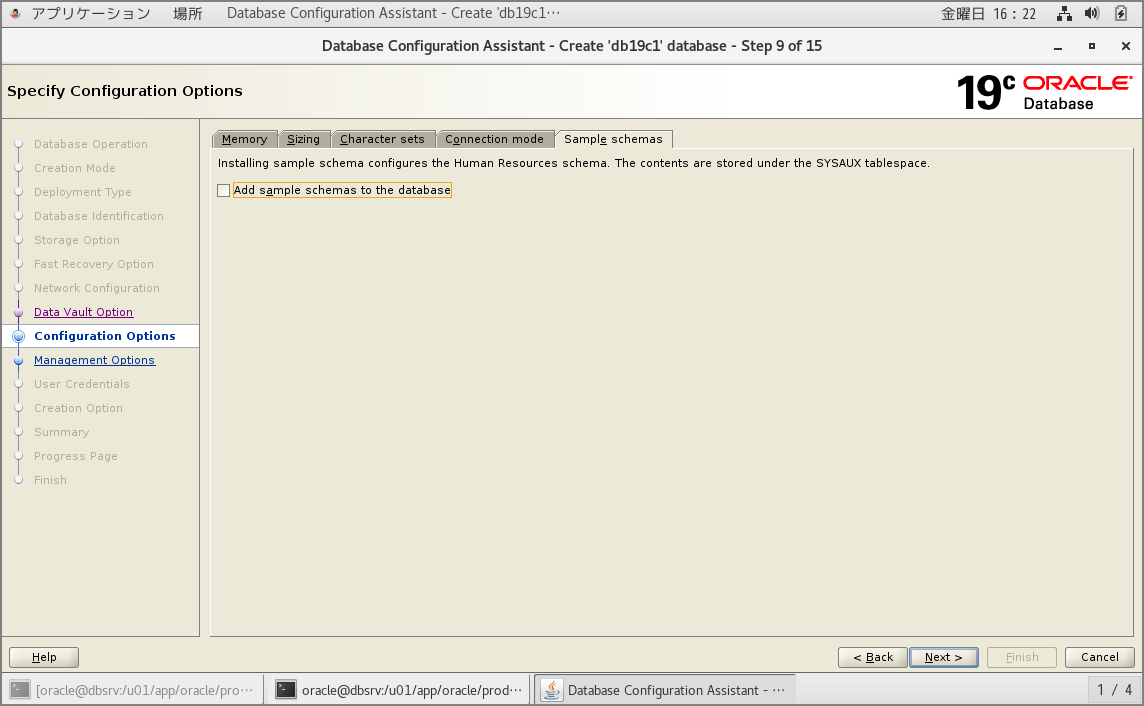 アプリケーション 場所 Database Configuration Assistant - Create 'db19c1'⋯ 金曜日 16：22
Database Configuration Assistant - Create 'db19c1' database - Step 9 of 15
Specify Configuration Options
19c ORACLE Database
Database Operation
Creation Mode
Deployment Type
Database Identification
Storage Option
Fast Recovery Option
Network Configuration
Data Vault Option
Configuration Options
Management Options
User Credentials
Creation Option
Summary
Progress Page
Finish
Memory Sizing Character sets Connection mode Sample schemas
Installing sample schema configures the Human Resources schema. The contents are stored under the SYSAUX tablespace.
Add sample schemas to the database
Help < Back Next > Finish Cancel
[oracle@dbsrv:/u01/app/oracle/pro⋯ oracle@dbsrv:/u01/app/oracle/prod⋯ Database Configuration Assistant - ⋯ 1 / 4